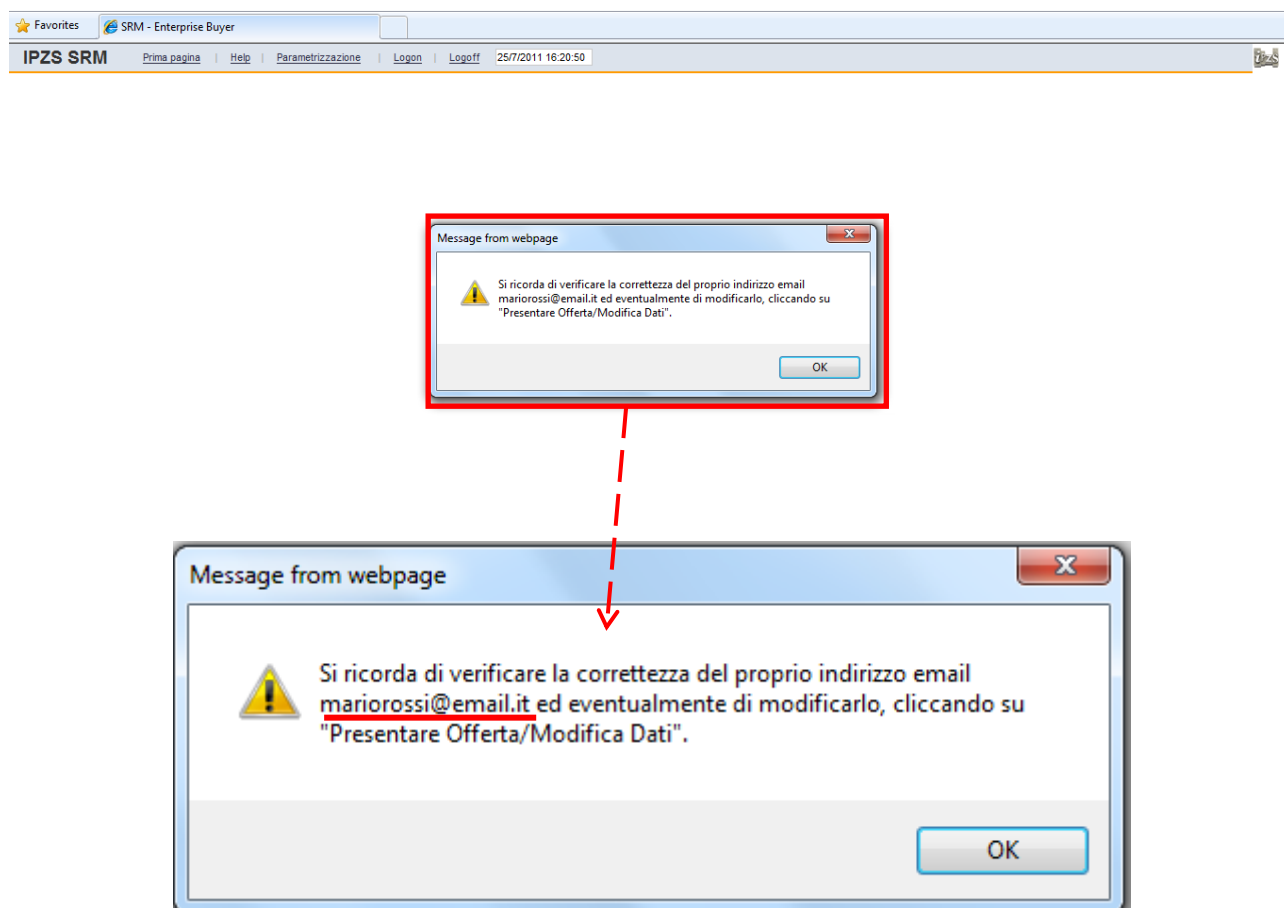 Favorites SRM - Enterprise Buyer
IPZS SRM Prima pagina | Help | Parametrizzazione | Logon | Logoff 25/7/2011 16:20:50
Message from webpage
Si ricorda di verificare la correttezza del proprio indirizzo email
mariorossi@email.it ed eventualmente di modificarlo, cliccando su
"Presentare Offerta/Modifica Dati".
OK
Message from webpage
Si ricorda di verificare la correttezza del proprio indirizzo email
mariorossi@email.it ed eventualmente di modificarlo, cliccando su
"Presentare Offerta/Modifica Dati".
OK